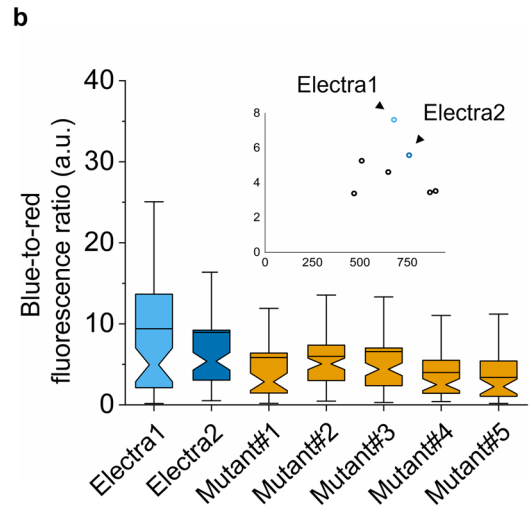 b
Blue-to-red
fluorescence ratio (a.u.)
40
30
20
10
0
Electra1
Electra2
8
6
4
2
0
0 250 500 750
Electra1 Electra2 Mutant#1 Mutant#2 Mutant#3 Mutant#4 Mutant#5